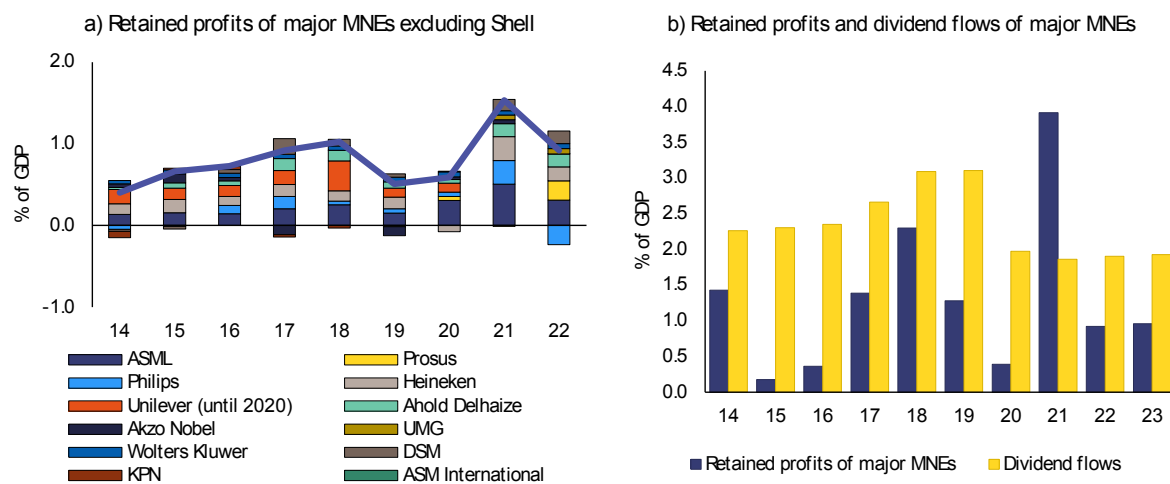 a) Retained profits of major MNEs excluding Shell
2.0
1.0
0.0
-1.0
% of GDP
14 15 16 17 18 19 20 21 22
ASML Prosus
Philips Heineken
Unilever (until 2020) Ahold Delhaize
Akzo Nobel UMG
Wolters Kluwer DSM
KPN ASM International
b) Retained profits and dividend flows of major MNEs
4.5
4.0
3.5
3.0
2.5
2.0
1.5
1.0
0.5
0.0
% of GDP
14 15 16 17 18 19 20 21 22 23
Retained profits of major MNEs Dividend flows